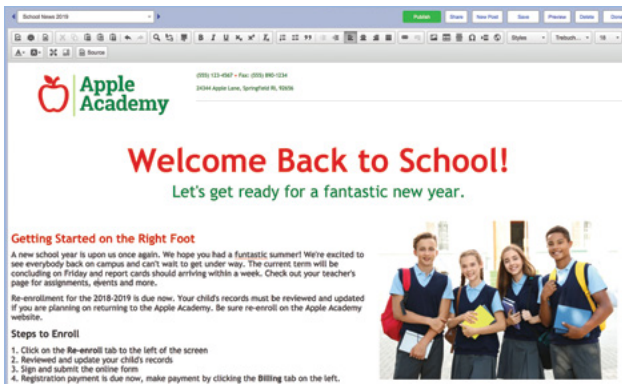 School News 2019
Publish Share New Post Save Preview Delete Done
Source
Styles Trebuch... 18
Apple
Academy
(555) 123-4567 • Fax: (555) 890-1234
24344 Apple Lane, Springfield RI, 92656
Welcome Back to School!
Let's get ready for a fantastic new year.
Getting Started on the Right Foot
A new school year is upon us once again. We hope you had a funtastic summer! We're excited to
see everybody back on campus and can't wait to get under way. The current term will be
concluding on Friday and report cards should arriving within a week. Check out your teacher's
page for assignments, events and more.
Re-enrollment for the 2018-2019 is due now. Your child's records must be reviewed and updated
if you are planning on returning to the Apple Academy. Be sure re-enroll on the Apple Academy
website.
Steps to Enroll
1. Click on the Re-enroll tab to the left of the screen
2. Reviewed and update your child's records
3. Sign and submit the online form
4. Registration payment is due now, make payment by clicking the Billing tab on the left.